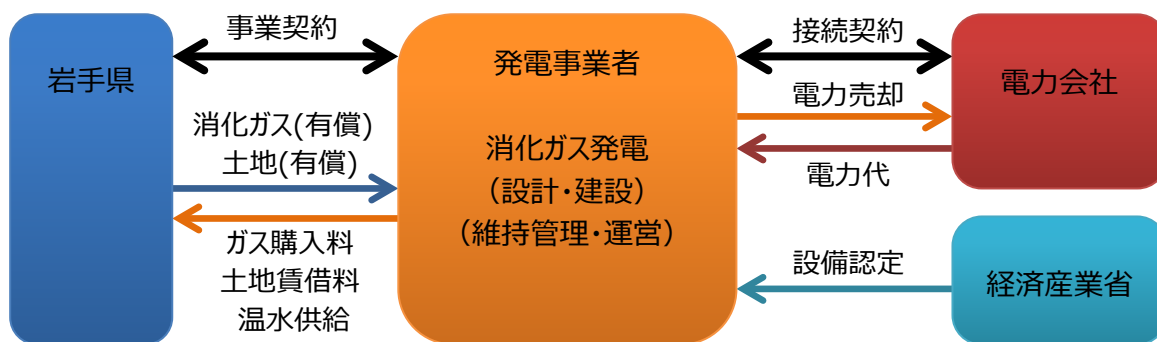 岩手県
事業契約
消化ガス(有償)
土地(有償)
ガス購入料
土地賃借料
温水供給
発電事業者
消化ガス発電
（設計・建設）
（維持管理・運営）
接続契約
電力売却
電力代
設備認定
電力会社
経済産業省